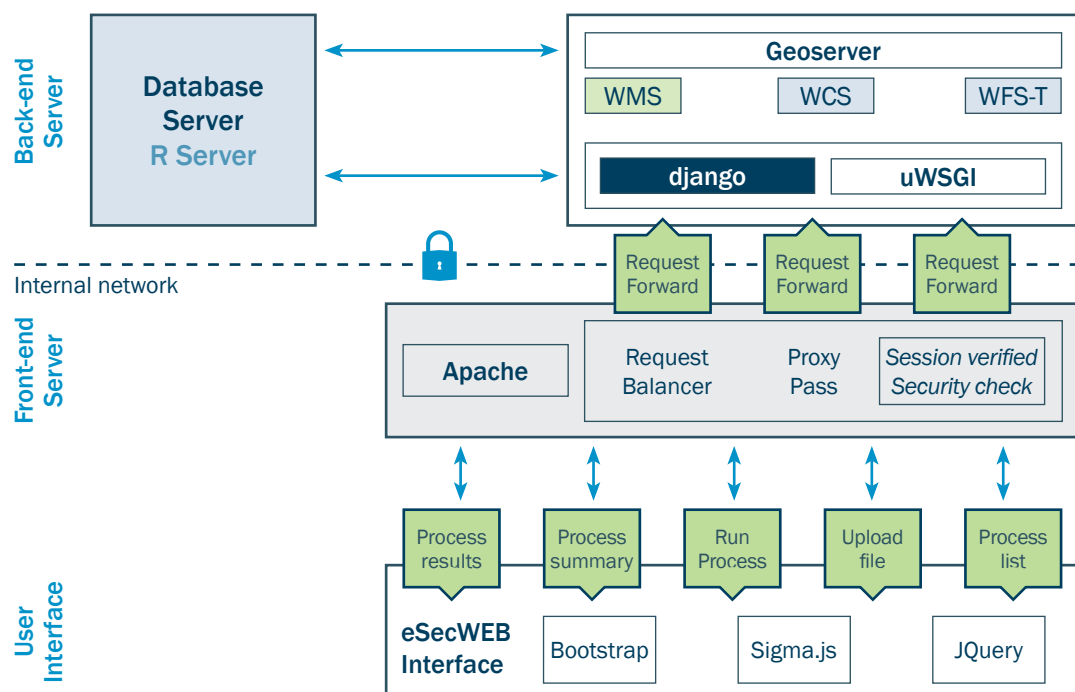 Back-end
Server
Database
Server
R Server
Geoserver
WMS
WCS
WFS-T
django
uWSGI
Request
Forward
Request
Forward
Request
Forward
Internal network
Front-end
Server
Apache
Request
Balancer
Proxy
Pass
Session verified
Security check
Process
results
Process
summary
Run
Process
Upload
file
Process
list
User
Interface
eSecWEB
Interface
Bootstrap
Sigma.js
JQuery